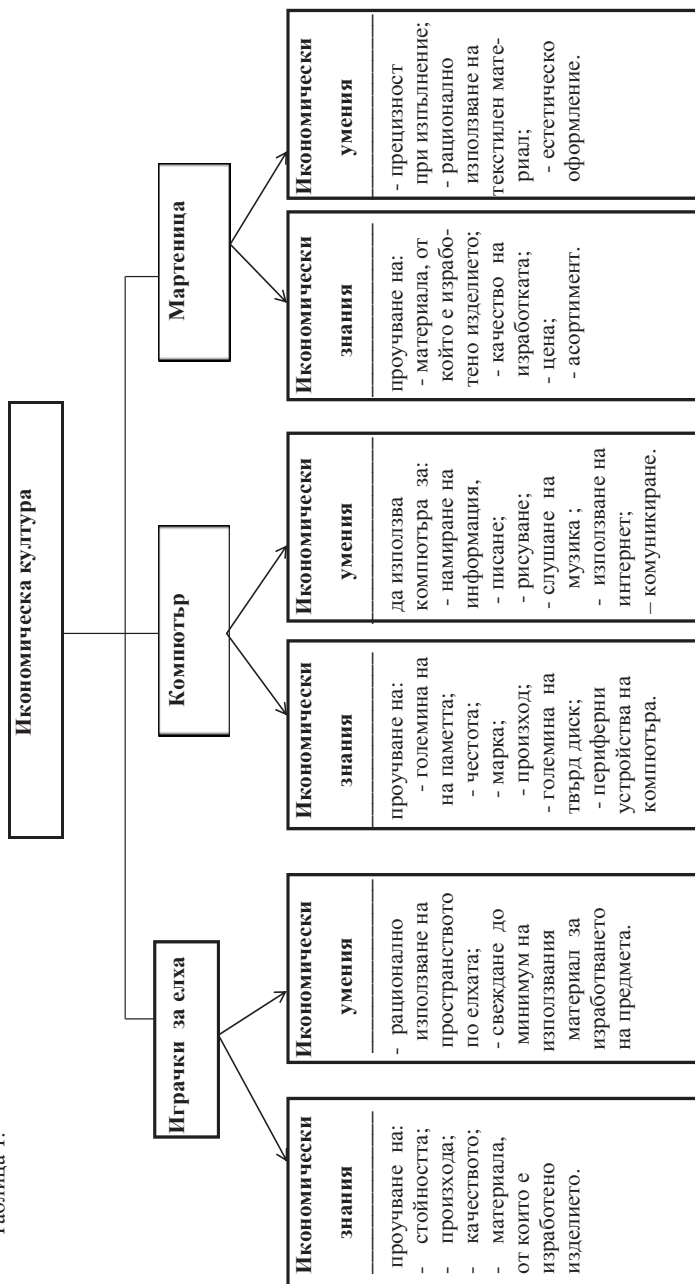 Таблица 1.
Икономическа култура
Играчки за елха
Икономически
знания
проучване на:
- стойността;
- произхода;
- качеството;
- материала,
от които е
изработено
изделието.
Икономически
умения
- рационално
използване на
пространството
по елхата;
- свеждане до
минимум на
използвания
материал за
изработването
на предмета.
Компютър
Икономически
знания
проучване на:
- големина на
на паметта;
- честота;
- марка;
- произход;
- големина на
твърд диск;
- периферни
устройства на
компютъра.
Икономически
умения
да използва
компютъра за:
- намиране на
информация,
- писане;
- рисуване;
- слушане на
музика ;
- използване на
интернет;
– комуникиране.
Мартеница
Икономически
знания
проучване на:
- материала, от
който е израбо-
тено изделието;
- качество на
изработката;
- цена;
- асортимент.
Икономически
умения
- прецизност
при изпълнение;
- рационално
използване на
текстилен мате-
риал;
- естетическо
оформление.